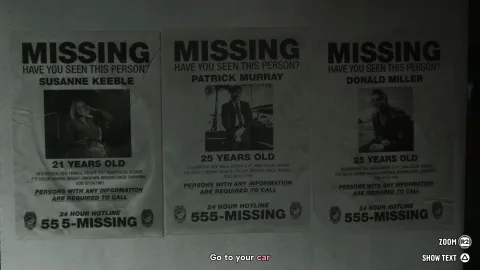 MISSING
HAVE YOU SEEN THIS PERSON?
SUSANNE KEEBLE
21 YEARS OLD
PERSONS WITH ANY INFORMATION
ARE REQUIRED TO CALL
24 HOUR HOTLINE
555-MISSING
MISSING
HAVE YOU SEEN THIS PERSON?
PATRICK MURRAY
25 YEARS OLD
PERSONS WITH ANY INFORMATION
ARE REQUIRED TO CALL
24 HOUR HOTLINE
555-MISSING
MISSING
HAVE YOU SEEN THIS PERSON?
DONALD MILLER
25 YEARS OLD
PERSONS WITH ANY INFORMATION
ARE REQUIRED TO CALL
24 HOUR HOTLINE
555-MISSING
ZOOM R2
SHOW TEXT
Go to your car